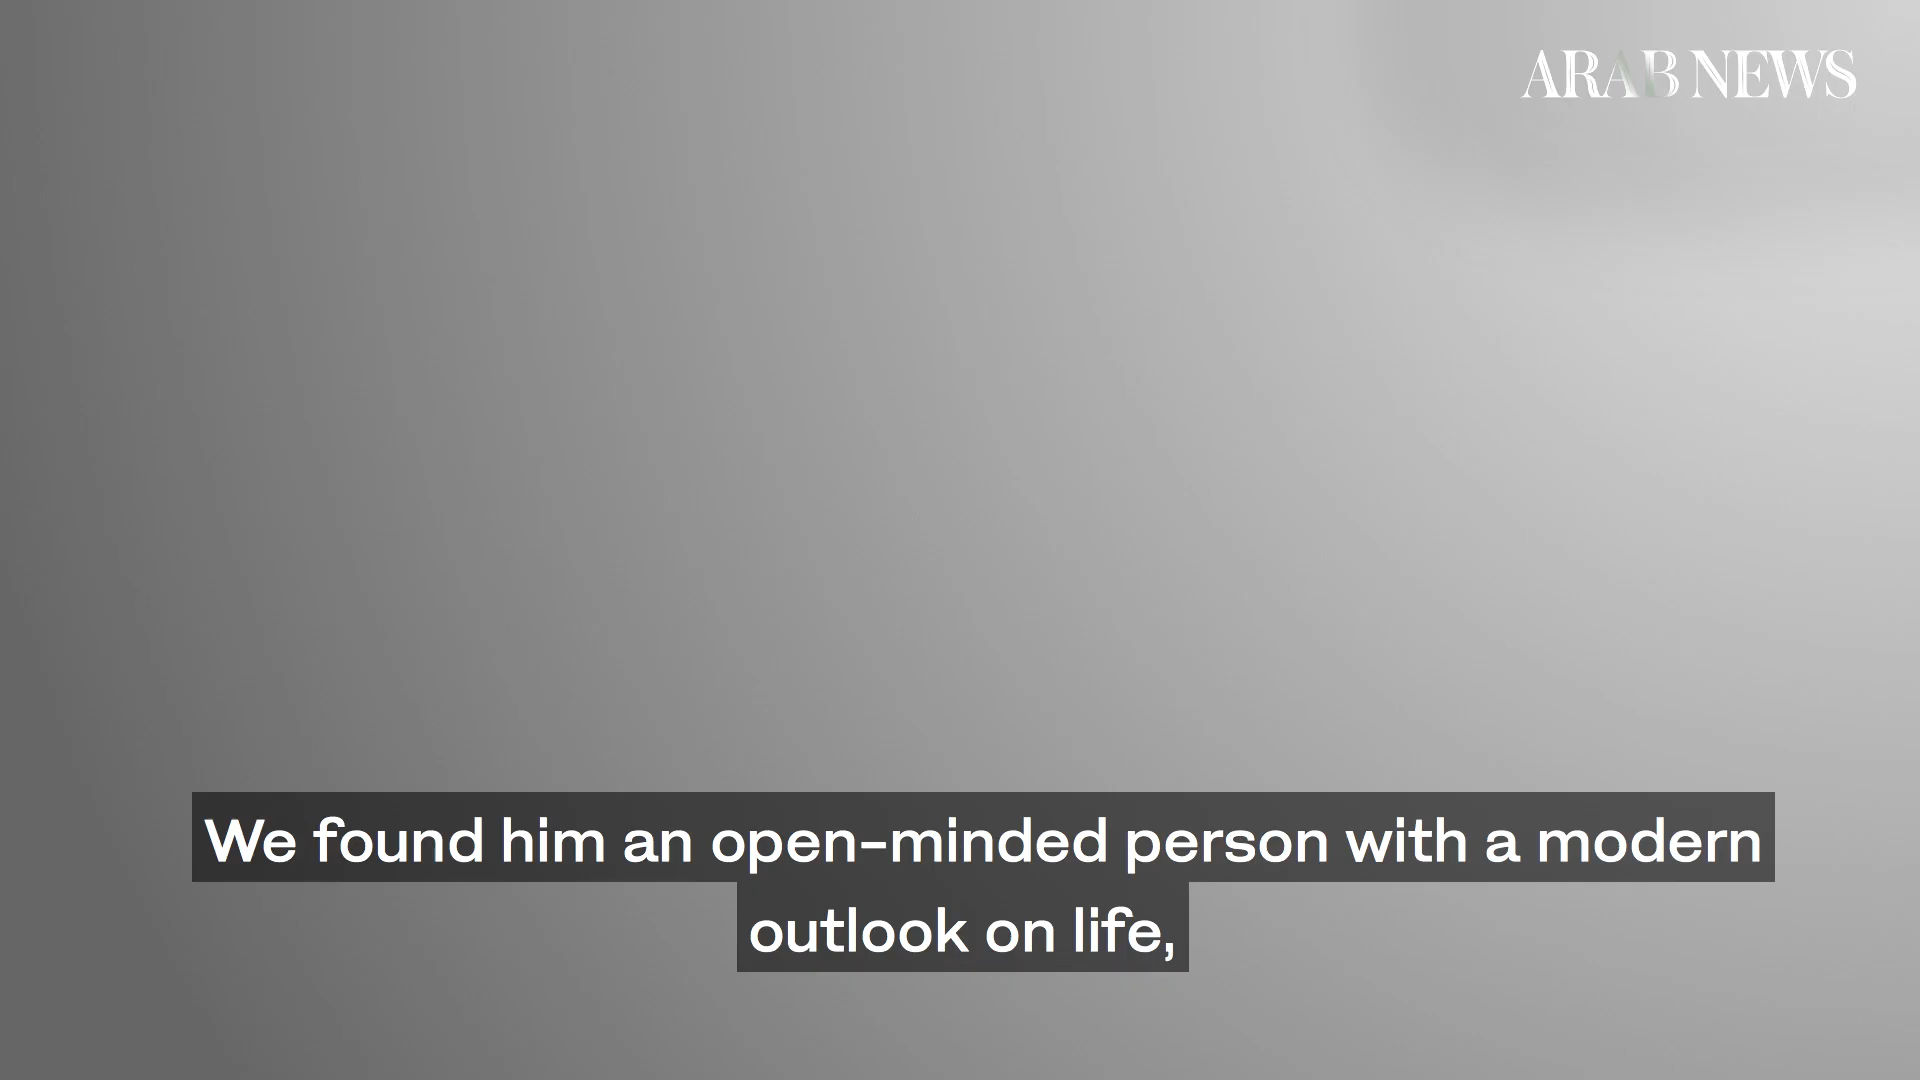 ARAB NEWS
We found him an open-minded person with a modern
outlook on life,